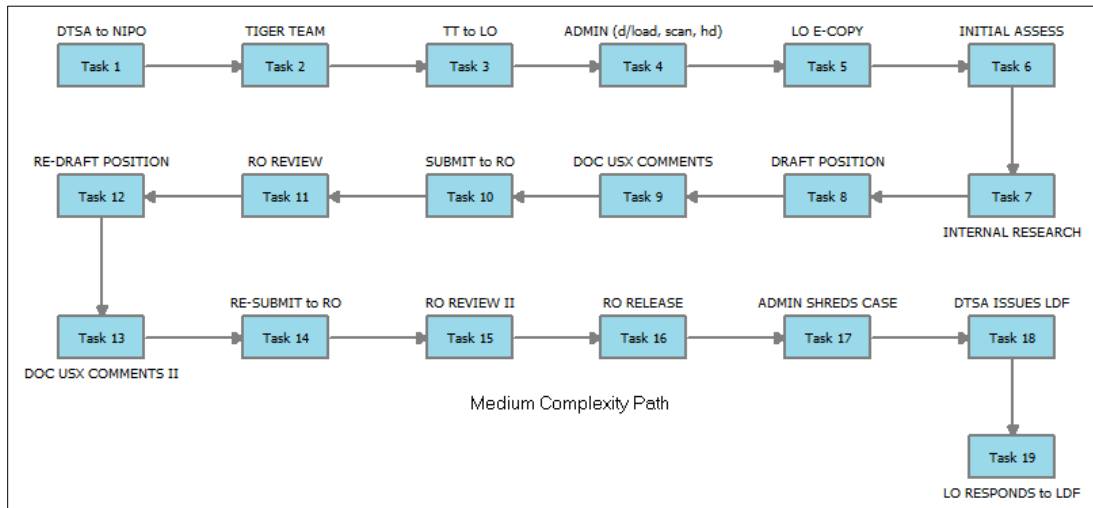 DTSA to NIPO
TIGER TEAM
TT to LO
ADMIN (d/load, scan, hd)
LO E-COPY
INITIAL ASSESS
Task 1
Task 2
Task 3
Task 4
Task 5
Task 6
RE-DRAFT POSITION
RO REVIEW
SUBMIT to RO
DOC USX COMMENTS
DRAFT POSITION
Task 12
Task 11
Task 10
Task 9
Task 8
Task 7
INTERNAL RESEARCH
RE-SUBMIT to RO
RO REVIEW II
RO RELEASE
ADMIN SHREDS CASE
DTSA ISSUES LDF
Task 13
Task 14
Task 15
Task 16
Task 17
Task 18
DOC USX COMMENTS II
Medium Complexity Path
Task 19
LO RESPONDS to LDF